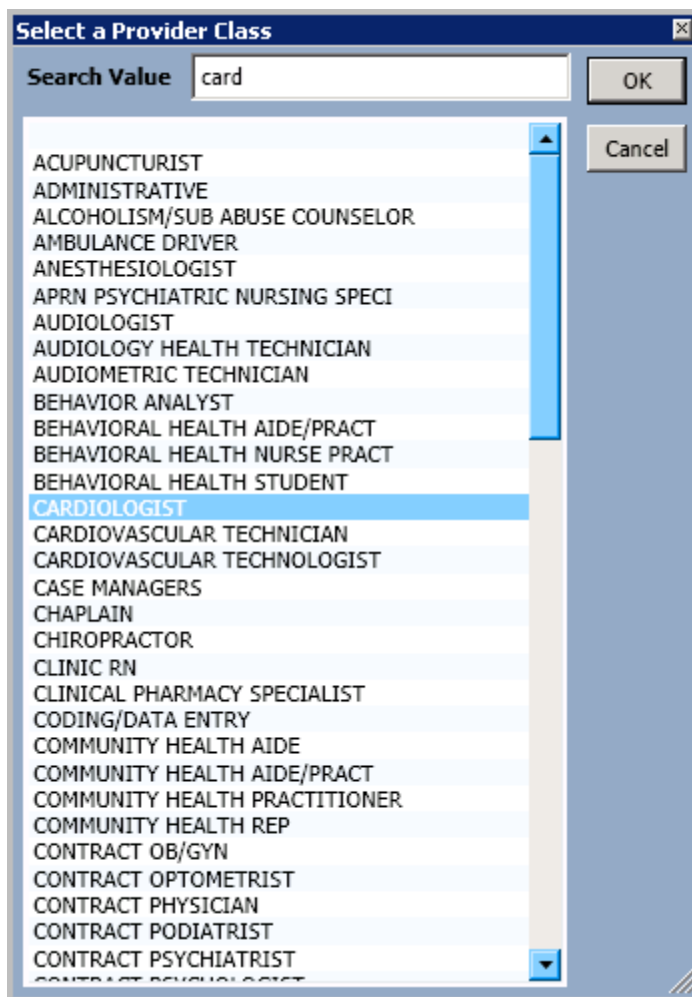 Select a Provider Class
Search Value card OK
Cancel
ACUPUNCTURIST
ADMINISTRATIVE
ALCOHOLISM/SUB ABUSE COUNSELOR
AMBULANCE DRIVER
ANESTHESIOLOGIST
APRN PSYCHIATRIC NURSING SPECI
AUDIOLOGIST
AUDIOLOGY HEALTH TECHNICIAN
AUDIOMETRIC TECHNICIAN
BEHAVIOR ANALYST
BEHAVIORAL HEALTH AIDE/PRACT
BEHAVIORAL HEALTH NURSE PRACT
BEHAVIORAL HEALTH STUDENT
CARDIOLOGIST
CARDIOVASCULAR TECHNICIAN
CARDIOVASCULAR TECHNOLOGIST
CASE MANAGERS
CHAPLAIN
CHIROPRACTOR
CLINIC RN
CLINICAL PHARMACY SPECIALIST
CODING/DATA ENTRY
COMMUNITY HEALTH AIDE
COMMUNITY HEALTH AIDE/PRACT
COMMUNITY HEALTH PRACTITIONER
COMMUNITY HEALTH REP
CONTRACT OB/GYN
CONTRACT OPTOMETRIST
CONTRACT PHYSICIAN
CONTRACT PODIATRIST
CONTRACT PSYCHIATRIST
CONTRACT PSYCHOLOGIST